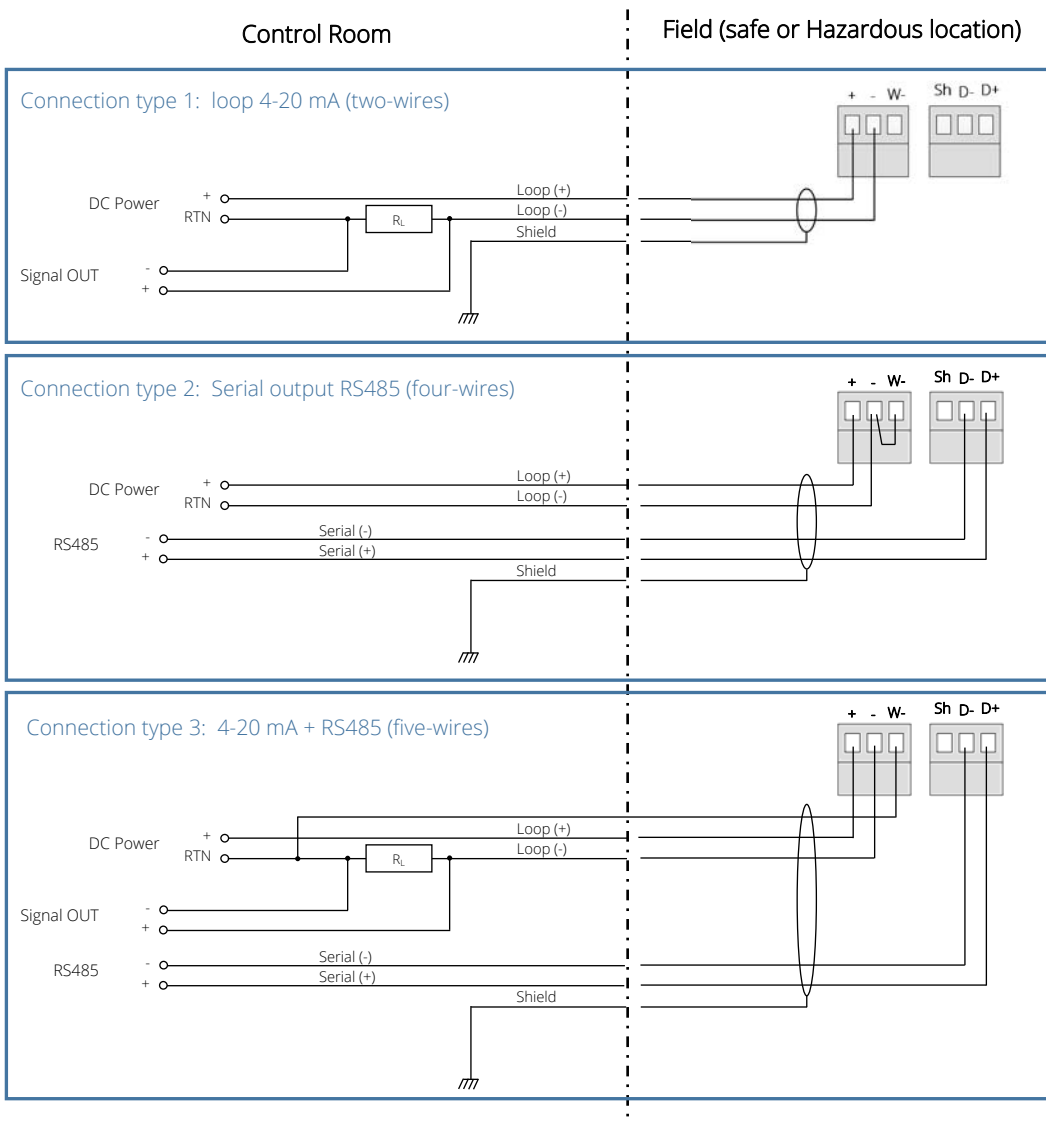 Control Room
Field (safe or Hazardous location)
Connection type 1: loop 4-20 mA (two-wires)
+ - W- Sh D- D+
DC Power
+
RTN
RL
Loop (+)
Loop (-)
Shield
Signal OUT
-
+
Connection type 2: Serial output RS485 (four-wires)
+ - W- Sh D- D+
DC Power
+
RTN
Loop (+)
Loop (-)
RS485
-
+
Serial (-)
Serial (+)
Shield
Connection type 3: 4-20 mA + RS485 (five-wires)
+ - W- Sh D- D+
DC Power
+
RTN
RL
Loop (+)
Loop (-)
Signal OUT
-
+
RS485
-
+
Serial (-)
Serial (+)
Shield